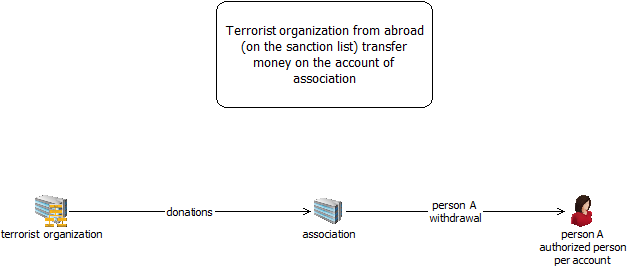 Terrorist organization from abroad
(on the sanction list) transfer
money on the account of
association
donations
person A
withdrawal
terrorist organization
association
person A
authorized person
per account